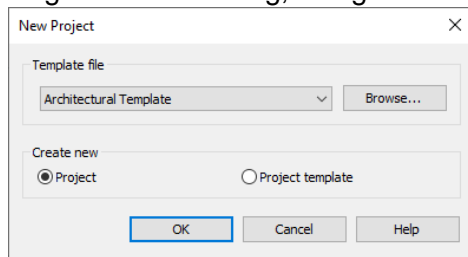 New Project
Template file
Architectural Template
Browse...
Create new
Project
Project template
OK
Cancel
Help